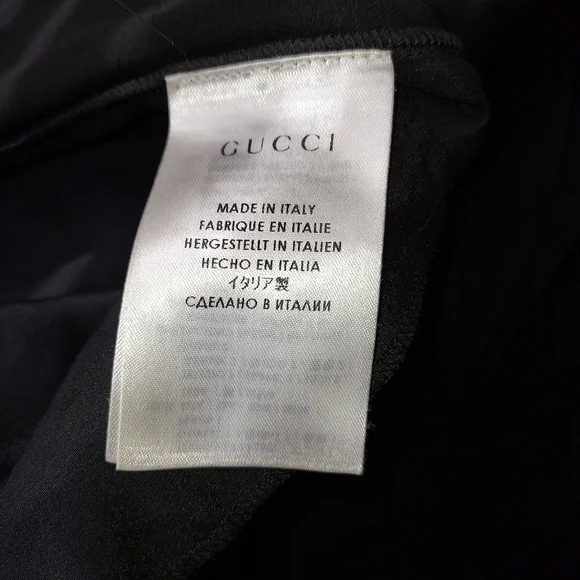 GUCCI
MADE IN ITALY
FABRIQUE EN ITALIE
HERGESTELLT IN ITALIEN
HECHO EN ITALIA
イタリア製
СДЕЛАНО В ИТАЛИИ